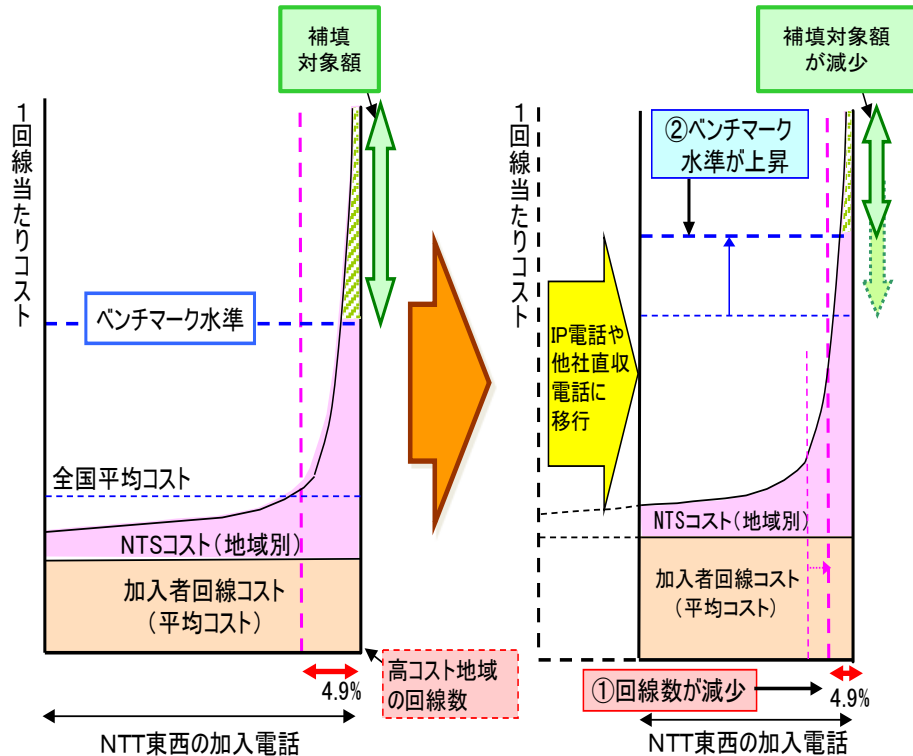 補填
対象額
1回線当たりコスト
ベンチマーク水準
全国平均コスト
NTSコスト(地域別)
加入者回線コスト
(平均コスト)
4.9%
高コスト地域
の回線数
NTT東西の加入電話
補填対象額
が減少
1回線当たりコスト
②ベンチマーク
水準が上昇
IP電話や
他社直収
電話に
移行
NTSコスト(地域別)
加入者回線コスト
(平均コスト)
①回線数が減少
4.9%
NTT東西の加入電話